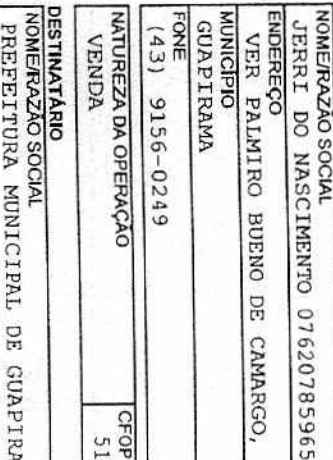 NOME/RAZÃO SOCIAL
JERRI DO NASCIMENTO 07620785965
ENDEREÇO
VER PALMIRO BUENO DE CAMARGO,
MUNICÍPIO
GUAPIRAMA
FONE
(43) 9156-0249
NATUREZA DA OPERAÇÃO
VENDA
CFOP
51
DESTINATÁRIO
NOME/RAZÃO SOCIAL
PREFEITURA MUNICIPAL DE GUAPIRA